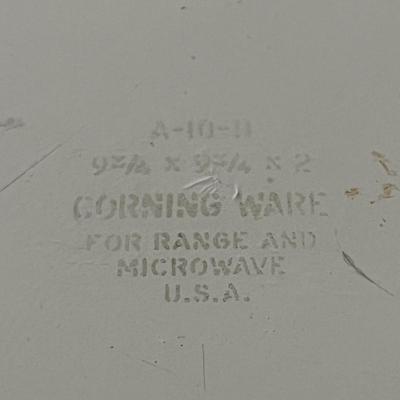 A-10-B
9¾ x 9¾ x 2
CORNING WARE
FOR RANGE AND
MICROWAVE
U.S.A.